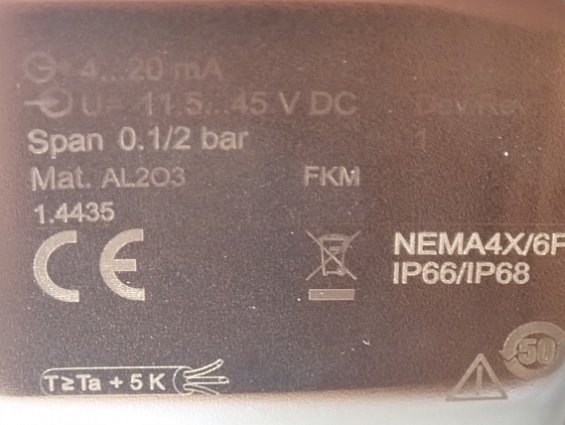 4...20 mA
U= 11.5...45 V DC Dev.Rev.
Span 0.1/2 bar 1
Mat. AL2O3 FKM
1.4435
CE
NEMA4X/6P
IP66/IP68
50
T≥Ta + 5 K